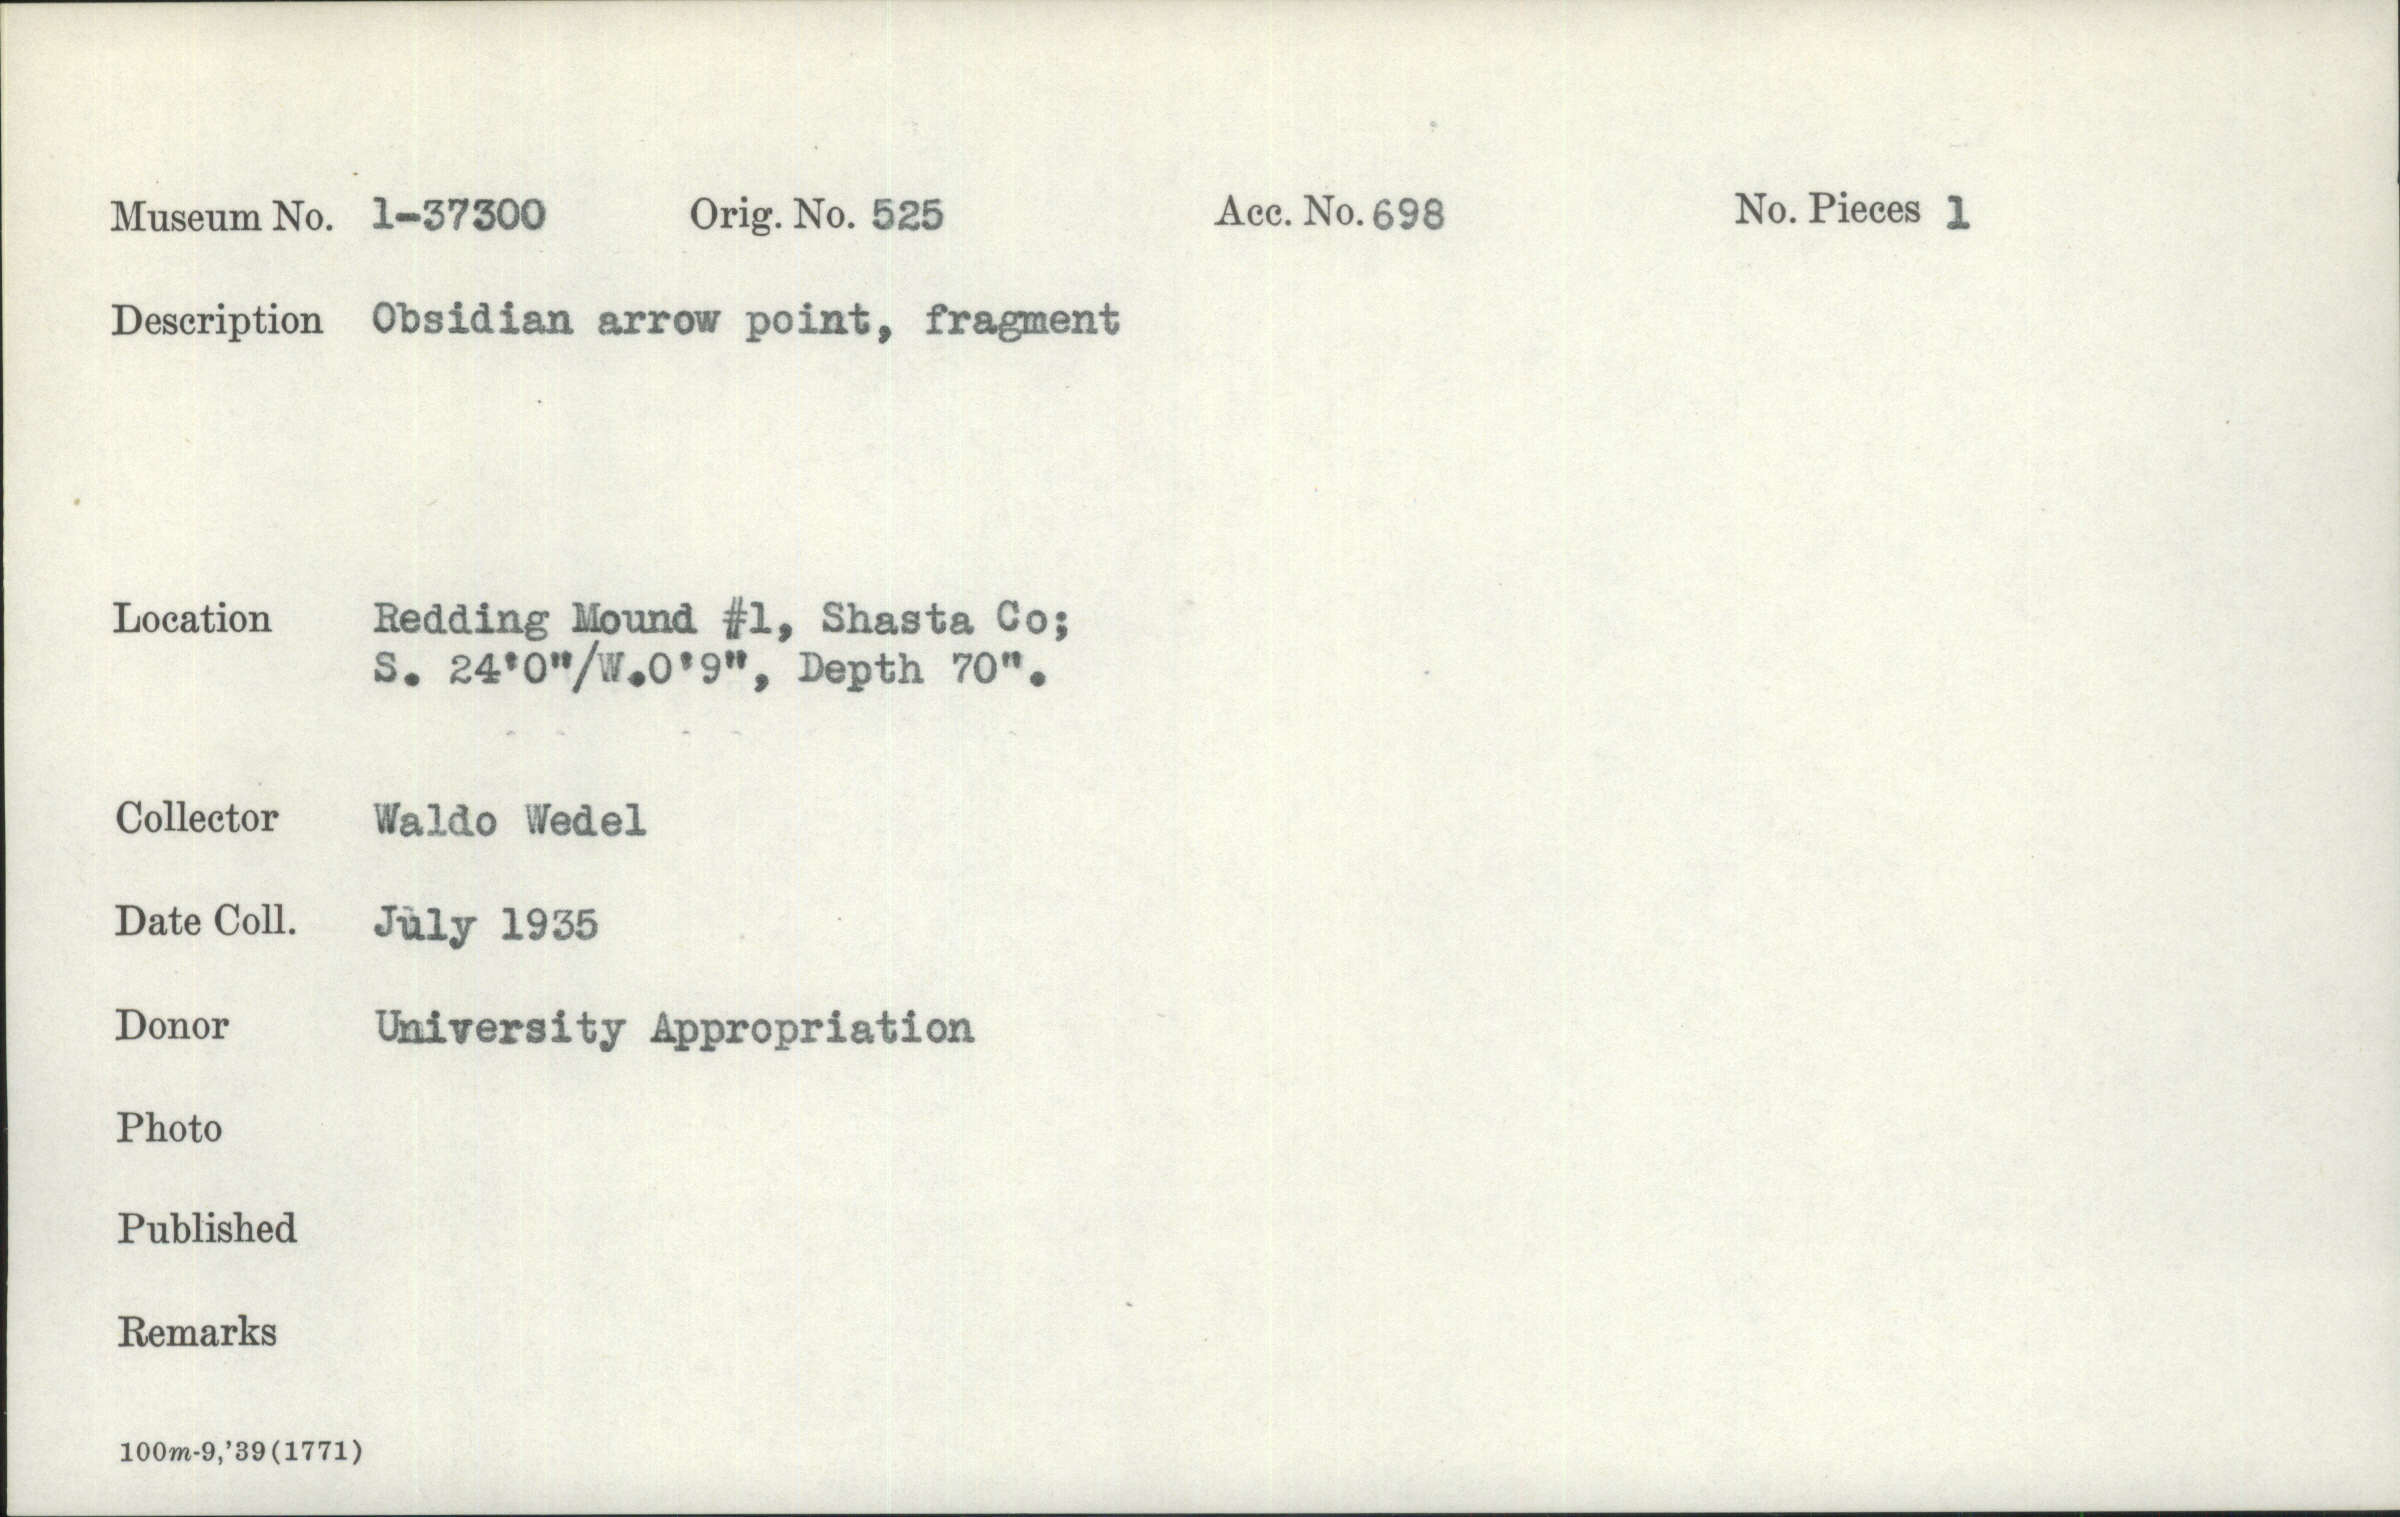 Museum No. 1-37300 Orig. No. 525 Acc. No. 698 No. Pieces 1
Description Obsidian arrow point, fragment
Location Redding Mound #1, Shasta Co;
S. 24'0"/W.0'9", Depth 70".
Collector Waldo Wedel
Date Coll. July 1935
Donor University Appropriation
Photo
Published
Remarks
100m-9,'39(1771)